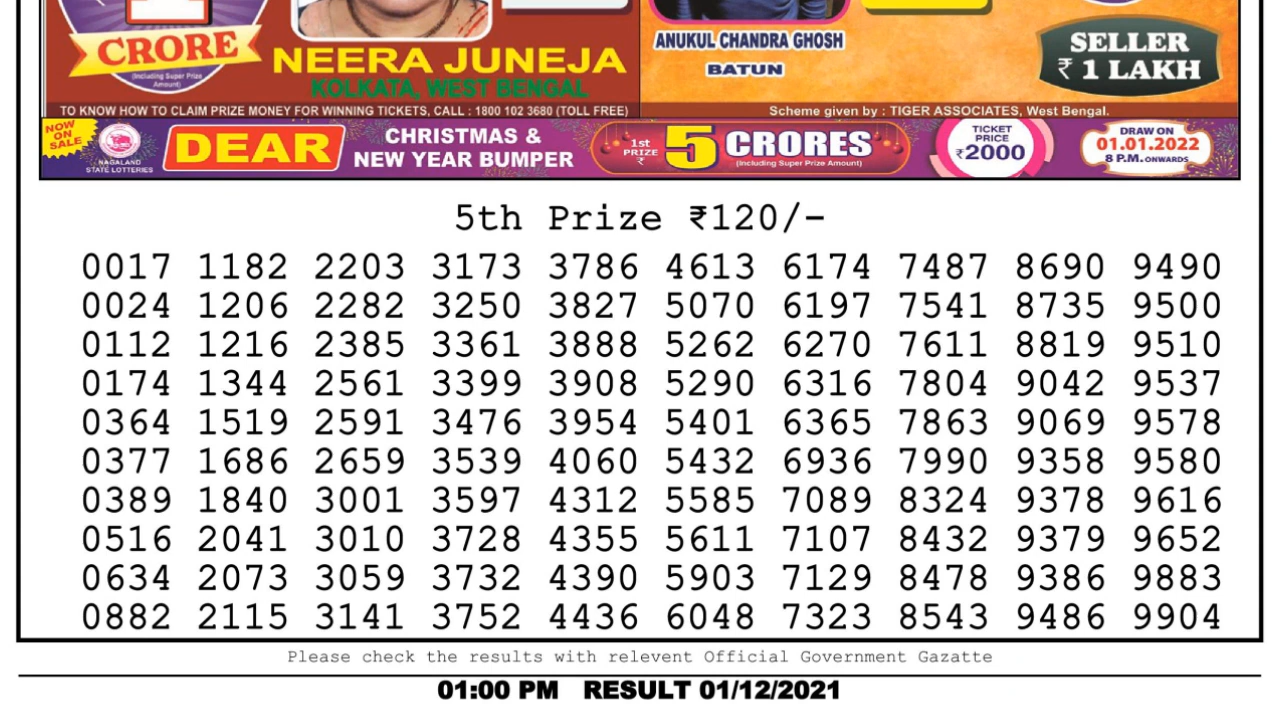 CRORE
(Including Super Prize
Amount)
NEERA JUNEJA
KOLKATA, WEST BENGAL
ANUKUL CHANDRA GHOSH
BATUN
SELLER
₹ 1 LAKH
TO KNOW HOW TO CLAIM PRIZE MONEY FOR WINNING TICKETS, CALL : 1800 102 3680 (TOLL FREE)
Scheme given by : TIGER ASSOCIATES, West Bengal.
NOW
ON
SALE
NAGALAND
STATE LOTTERIES
DEAR
CHRISTMAS &
NEW YEAR BUMPER
1st
PRIZE
₹
5 CRORES
(Including Super Prize Amount)
TICKET
PRICE
₹2000
DRAW ON
01.01.2022
8 P.M. ONWARDS
5th Prize ₹120/-
0017 1182 2203 3173 3786 4613 6174 7487 8690 9490
0024 1206 2282 3250 3827 5070 6197 7541 8735 9500
0112 1216 2385 3361 3888 5262 6270 7611 8819 9510
0174 1344 2561 3399 3908 5290 6316 7804 9042 9537
0364 1519 2591 3476 3954 5401 6365 7863 9069 9578
0377 1686 2659 3539 4060 5432 6936 7990 9358 9580
0389 1840 3001 3597 4312 5585 7089 8324 9378 9616
0516 2041 3010 3728 4355 5611 7107 8432 9379 9652
0634 2073 3059 3732 4390 5903 7129 8478 9386 9883
0882 2115 3141 3752 4436 6048 7323 8543 9486 9904
Please check the results with relevent Official Government Gazatte
01:00 PM RESULT 01/12/2021